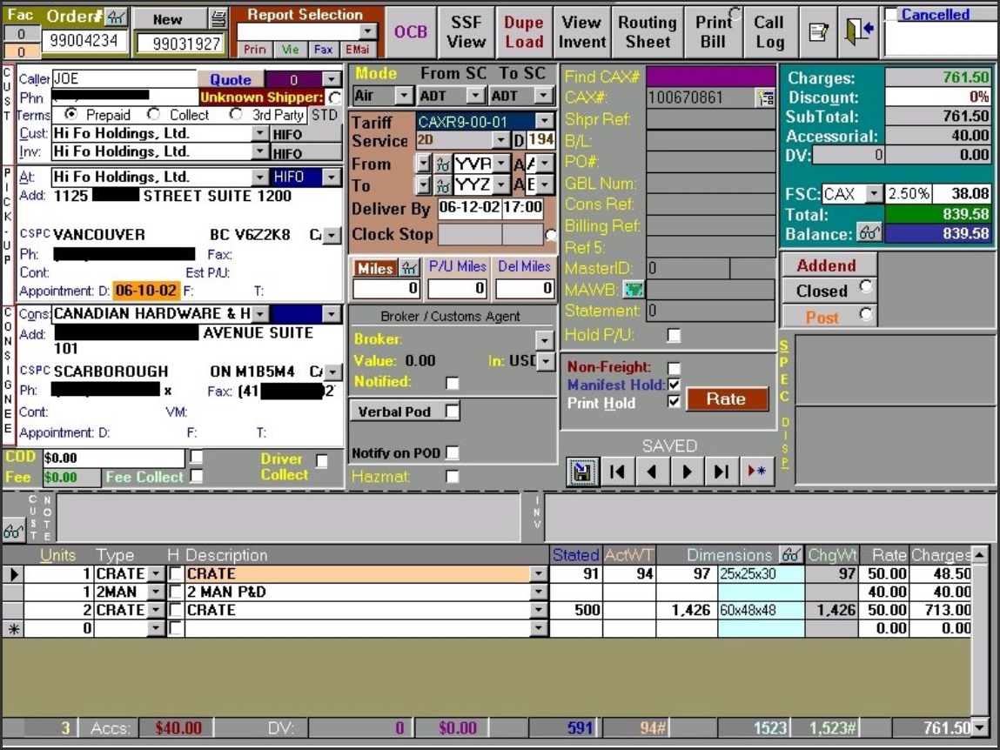 Fac Order# New Report Selection OCB SSF View Dupe Load View Invent Routing Sheet Print Bill Call Log Cancelled
0 99004234 99031927
0 Prin Vie Fax EMai
CUST
Caller JOE Quote 0
Phn Unknown Shipper:
Terms Prepaid Collect 3rd Party STD
Cust: Hi Fo Holdings, Ltd. HIFO
Inv: Hi Fo Holdings, Ltd. HIFO
PICK-UP
At: Hi Fo Holdings, Ltd. HIFO
Add: 1125 STREET SUITE 1200
CSPC VANCOUVER BC V6Z2K8
Ph: Fax:
Cont: Est P/U:
Appointment: D: 06-10-02 F: T:
CONSIGNEE
Cons: CANADIAN HARDWARE & H
Add: AVENUE SUITE
101
CSPC SCARBOROUGH ON M1B5M4
Ph: x Fax: (41
Cont: VM:
Appointment: D: F: T:
COD $0.00 Driver Collect
Fee $0.00 Fee Collect
Mode From SC To SC
Air ADT ADT
Tariff CAXR9-00-01
Service 2D D 194
From YVR A
To YYZ A
Deliver By 06-12-02 17:00
Clock Stop
Miles P/U Miles Del Miles
0 0 0
Broker / Customs Agent
Broker:
Value: 0.00 In: USD
Notified:
Verbal Pod
Notify on POD
Hazmat:
Find CAX#
CAX#: 100670861
Shpr Ref:
B/L:
PO#:
GBL Num:
Cons Ref:
Billing Ref:
Ref 5:
MasterID: 0
MAWB:
Statement: 0
Hold P/U:
Non-Freight:
Manifest Hold:
Print Hold Rate
SAVED
Charges: 761.50
Discount: 0%
SubTotal: 761.50
Accessorial: 40.00
DV: 0 0.00
FSC: CAX 2.50% 38.08
Total: 839.58
Balance: 839.58
Addend
Closed
Post
SPEC DISP
CUST NOTE INV
Units Type H Description Stated ActWT Dimensions ChgWt Rate Charges
1 CRATE CRATE 91 94 97 25x25x30 97 50.00 48.50
1 2MAN 2 MAN P&D 40.00 40.00
2 CRATE CRATE 500 1,426 60x48x48 1,426 50.00 713.00
0 0.00 0.00
3 Accs: $40.00 DV: 0 $0.00 591 94# 1523 1,523# 761.50